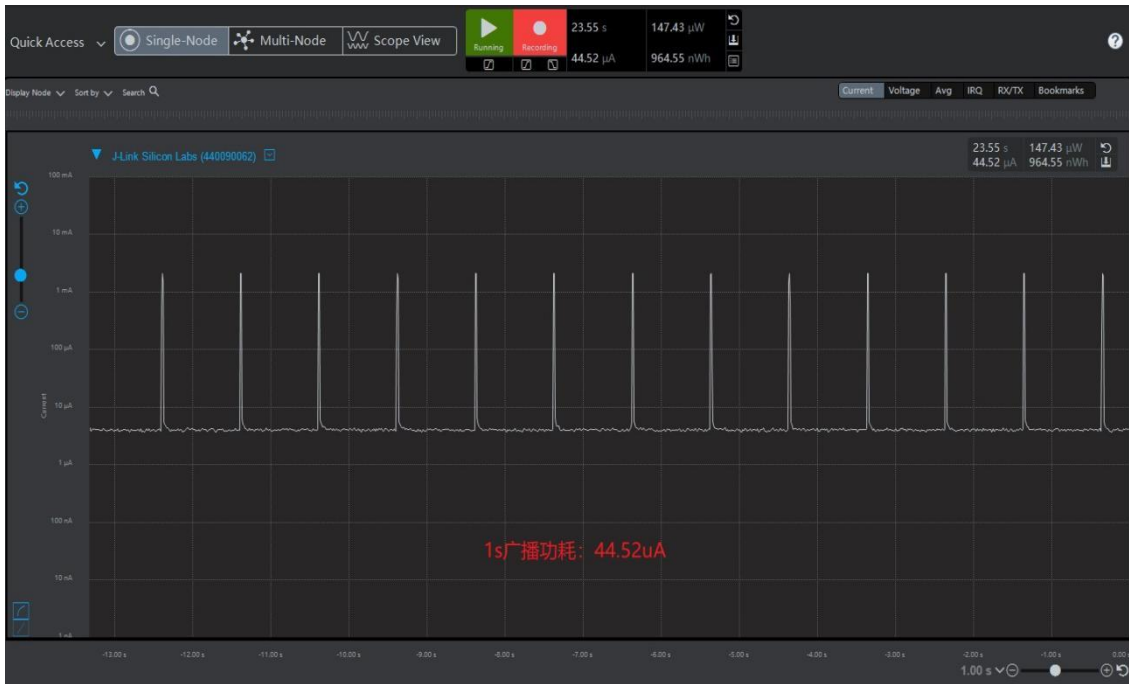 Quick Access
Single-Node
Multi-Node
Scope View
Running
Recording
23.55 s
147.43 µW
44.52 µA
964.55 nWh
Display Node
Sort by
Search
Current
Voltage
Avg
IRQ
RX/TX
Bookmarks
J-Link Silicon Labs (440090062)
23.55 s
147.43 µW
44.52 µA
964.55 nWh
100 mA
10 mA
1 mA
100 µA
10 µA
1 µA
100 nA
10 nA
1 nA
Current
1s广播功耗：44.52uA
-13.00 s
-12.00 s
-11.00 s
-10.00 s
-9.00 s
-8.00 s
-7.00 s
-6.00 s
-5.00 s
-4.00 s
-3.00 s
-2.00 s
-1.00 s
0.00
1.00 s